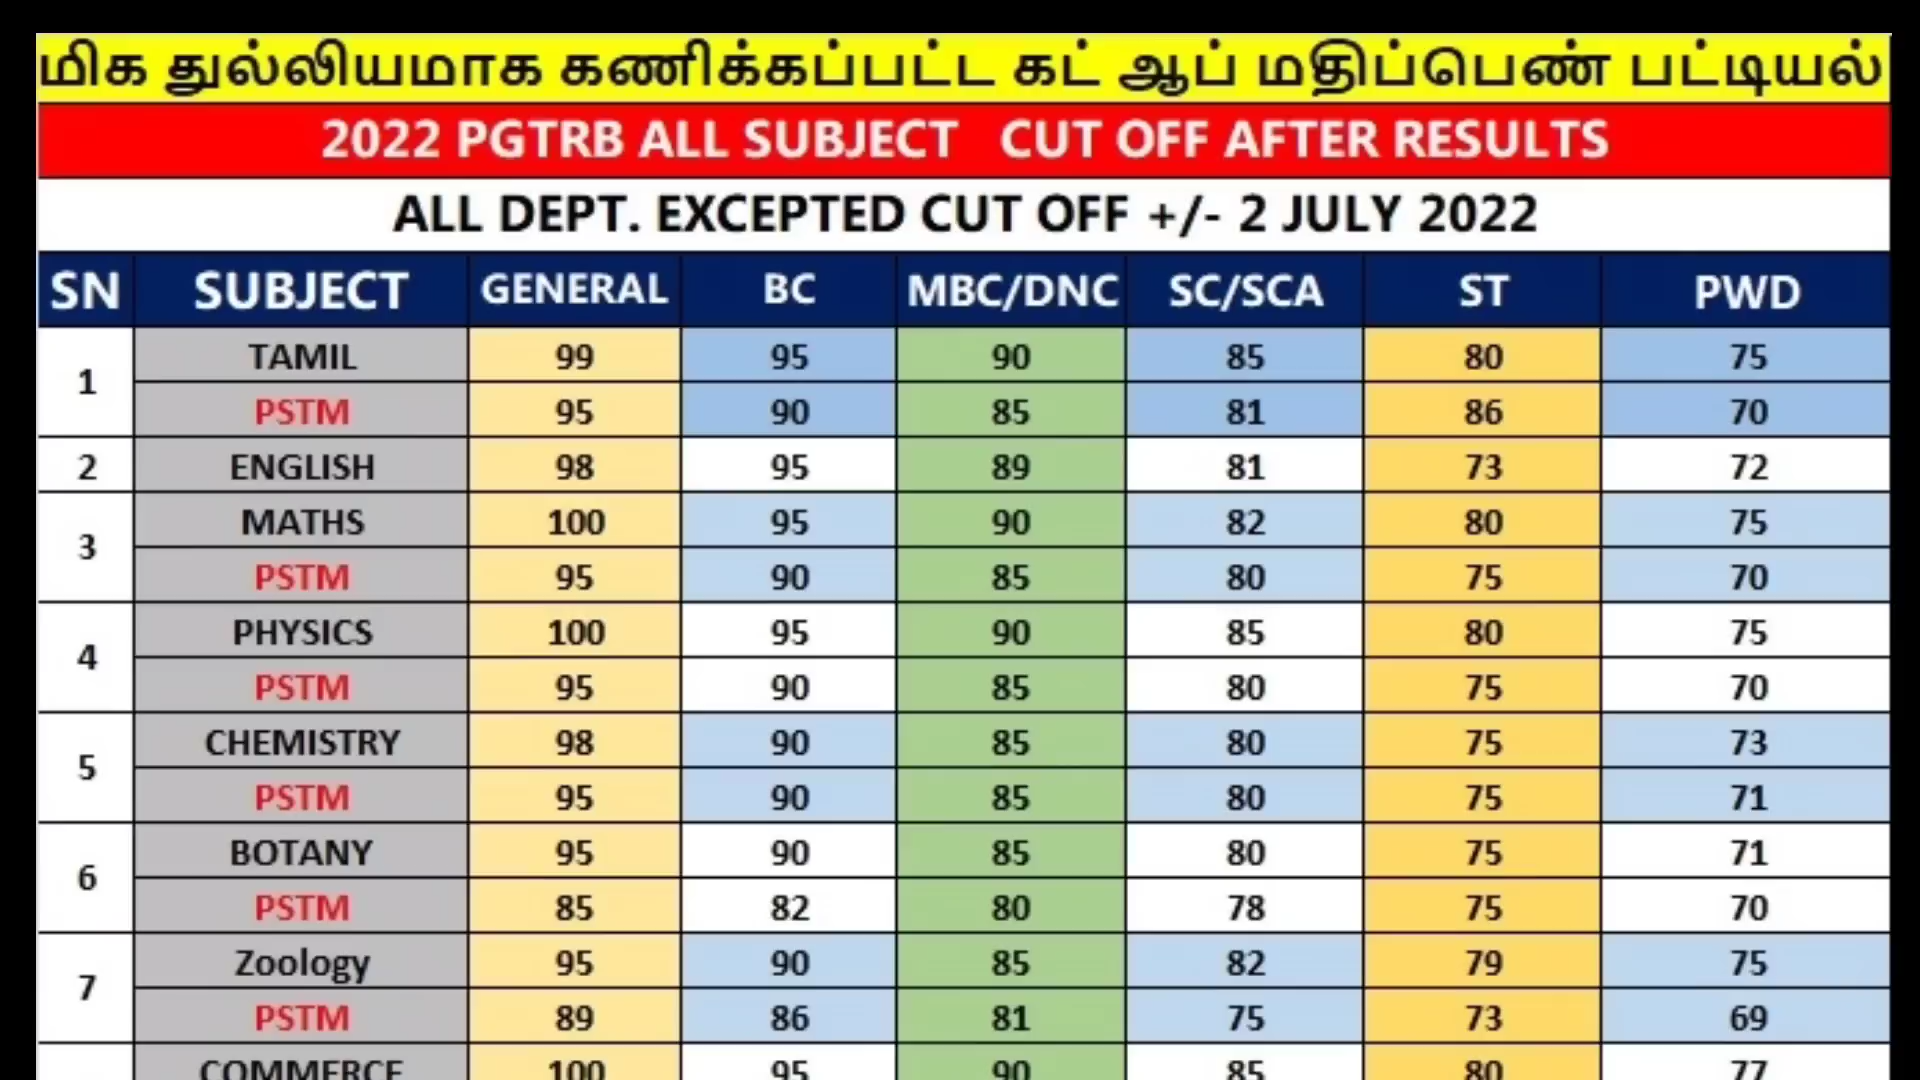 மிக துல்லியமாக கணிக்கப்பட்ட கட் ஆப் மதிப்பெண் பட்டியல்
2022 PGTRB ALL SUBJECT CUT OFF AFTER RESULTS
ALL DEPT. EXCEPTED CUT OFF +/- 2 JULY 2022
SN SUBJECT GENERAL BC MBC/DNC SC/SCA ST PWD
1 TAMIL 99 95 90 85 80 75
PSTM 95 90 85 81 86 70
2 ENGLISH 98 95 89 81 73 72
3 MATHS 100 95 90 82 80 75
PSTM 95 90 85 80 75 70
4 PHYSICS 100 95 90 85 80 75
PSTM 95 90 85 80 75 70
5 CHEMISTRY 98 90 85 80 75 73
PSTM 95 90 85 80 75 71
6 BOTANY 95 90 85 80 75 71
PSTM 85 82 80 78 75 70
7 Zoology 95 90 85 82 79 75
PSTM 89 86 81 75 73 69
COMMERCE 100 95 90 85 80 77